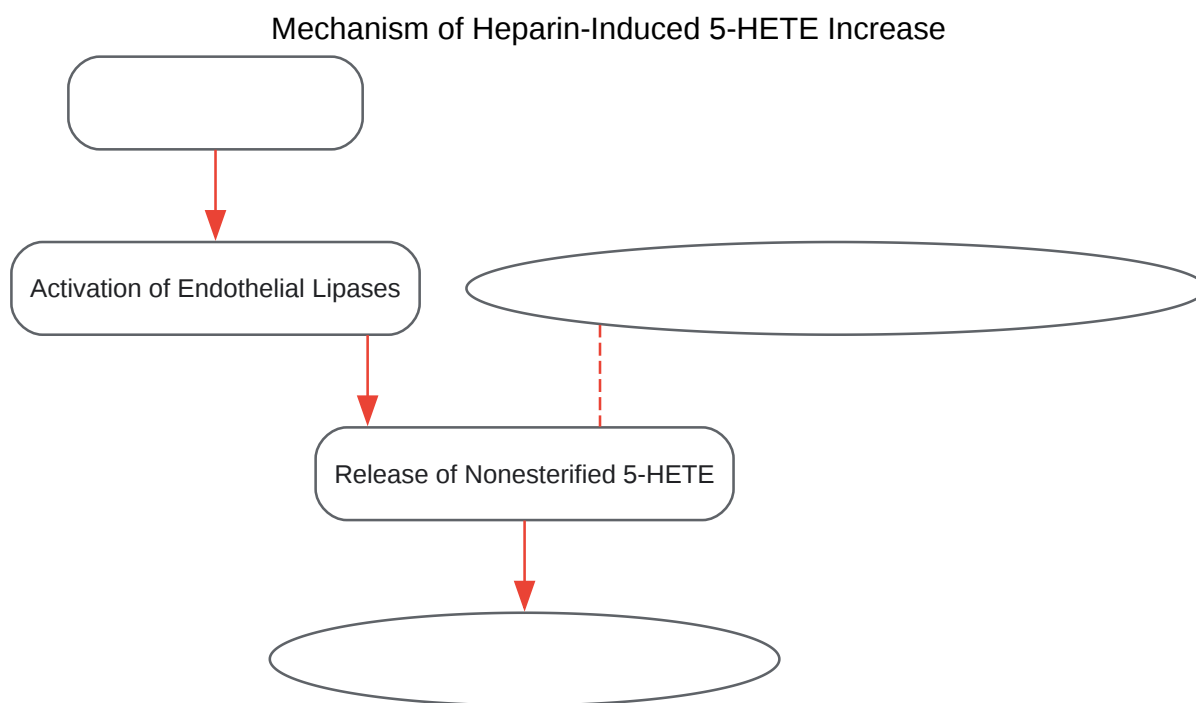 Mechanism of Heparin-Induced 5-HETE Increase
Activation of Endothelial Lipases
Release of Nonesterified 5-HETE